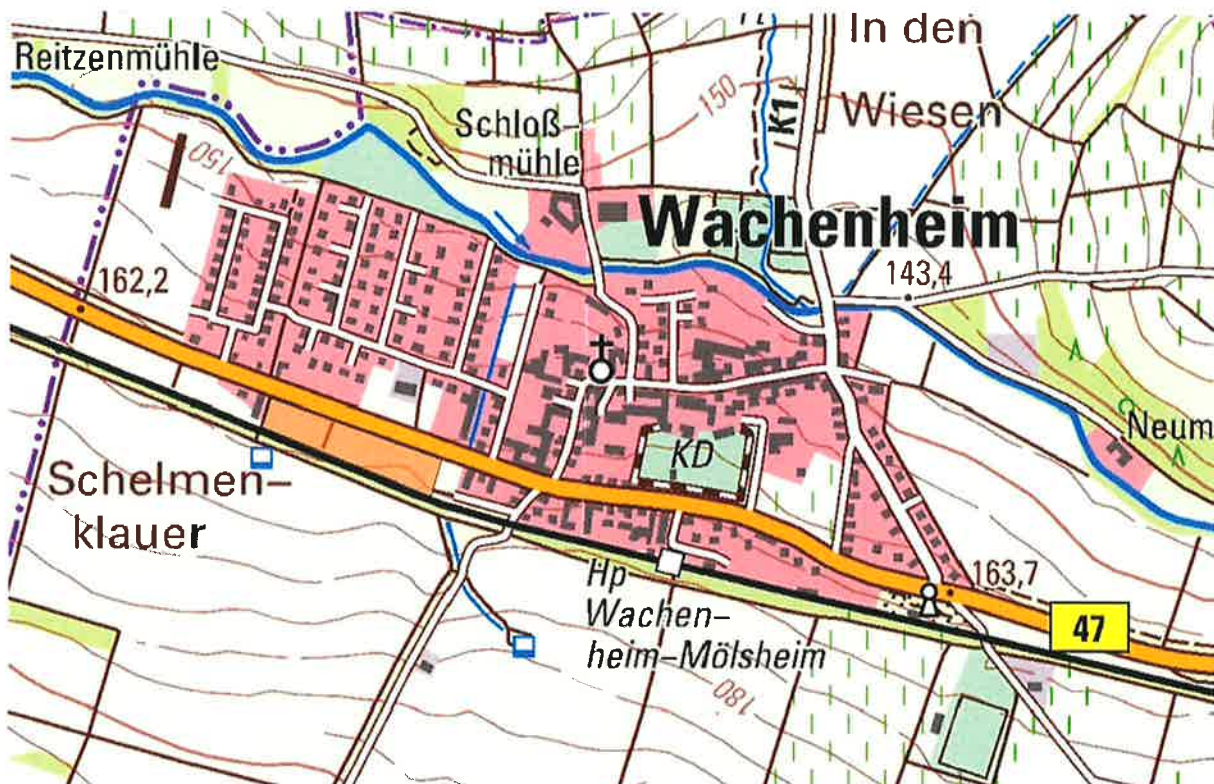 In den
Wiesen
Reitzenmühle
Schloß-
mühle
150
K1
150
Wachenheim
143,4
162,2
Neum
KD
Schelmen-
klauer
Hp
Wachen-
heim-Mölsheim
163,7
47
180